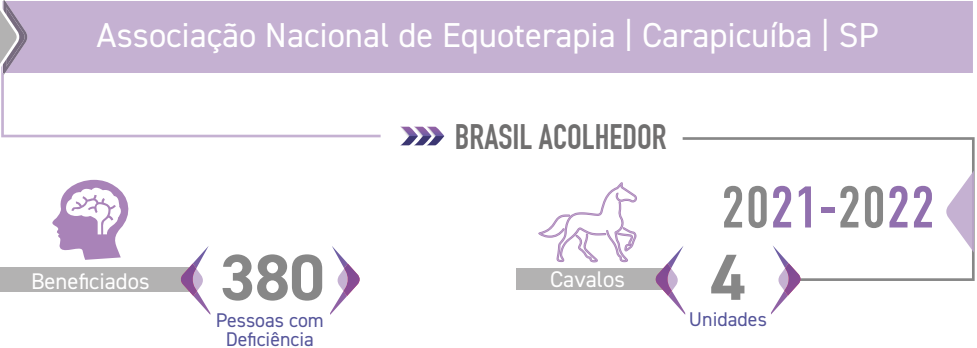 Associação Nacional de Equoterapia | Carapicuíba | SP
BRASIL ACOLHEDOR
2021-2022
Beneficiados
380
Pessoas com
Deficiência
Cavalos
4
Unidades